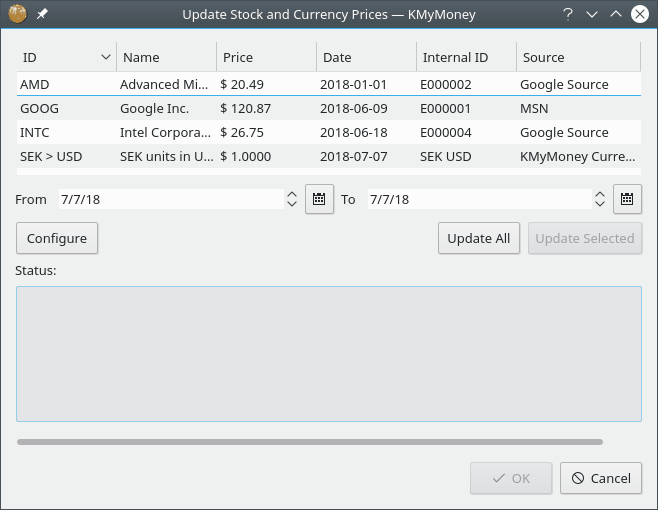 Update Stock and Currency Prices — KMyMoney
ID Name Price Date Internal ID Source
AMD Advanced Mi... $ 20.49 2018-01-01 E000002 Google Source
GOOG Google Inc. $ 120.87 2018-06-09 E000001 MSN
INTC Intel Corpora... $ 26.75 2018-06-18 E000004 Google Source
SEK > USD SEK units in U... $ 1.0000 2018-07-07 SEK USD KMyMoney Curre...
From 7/7/18 To 7/7/18
Configure Update All Update Selected
Status:
OK Cancel